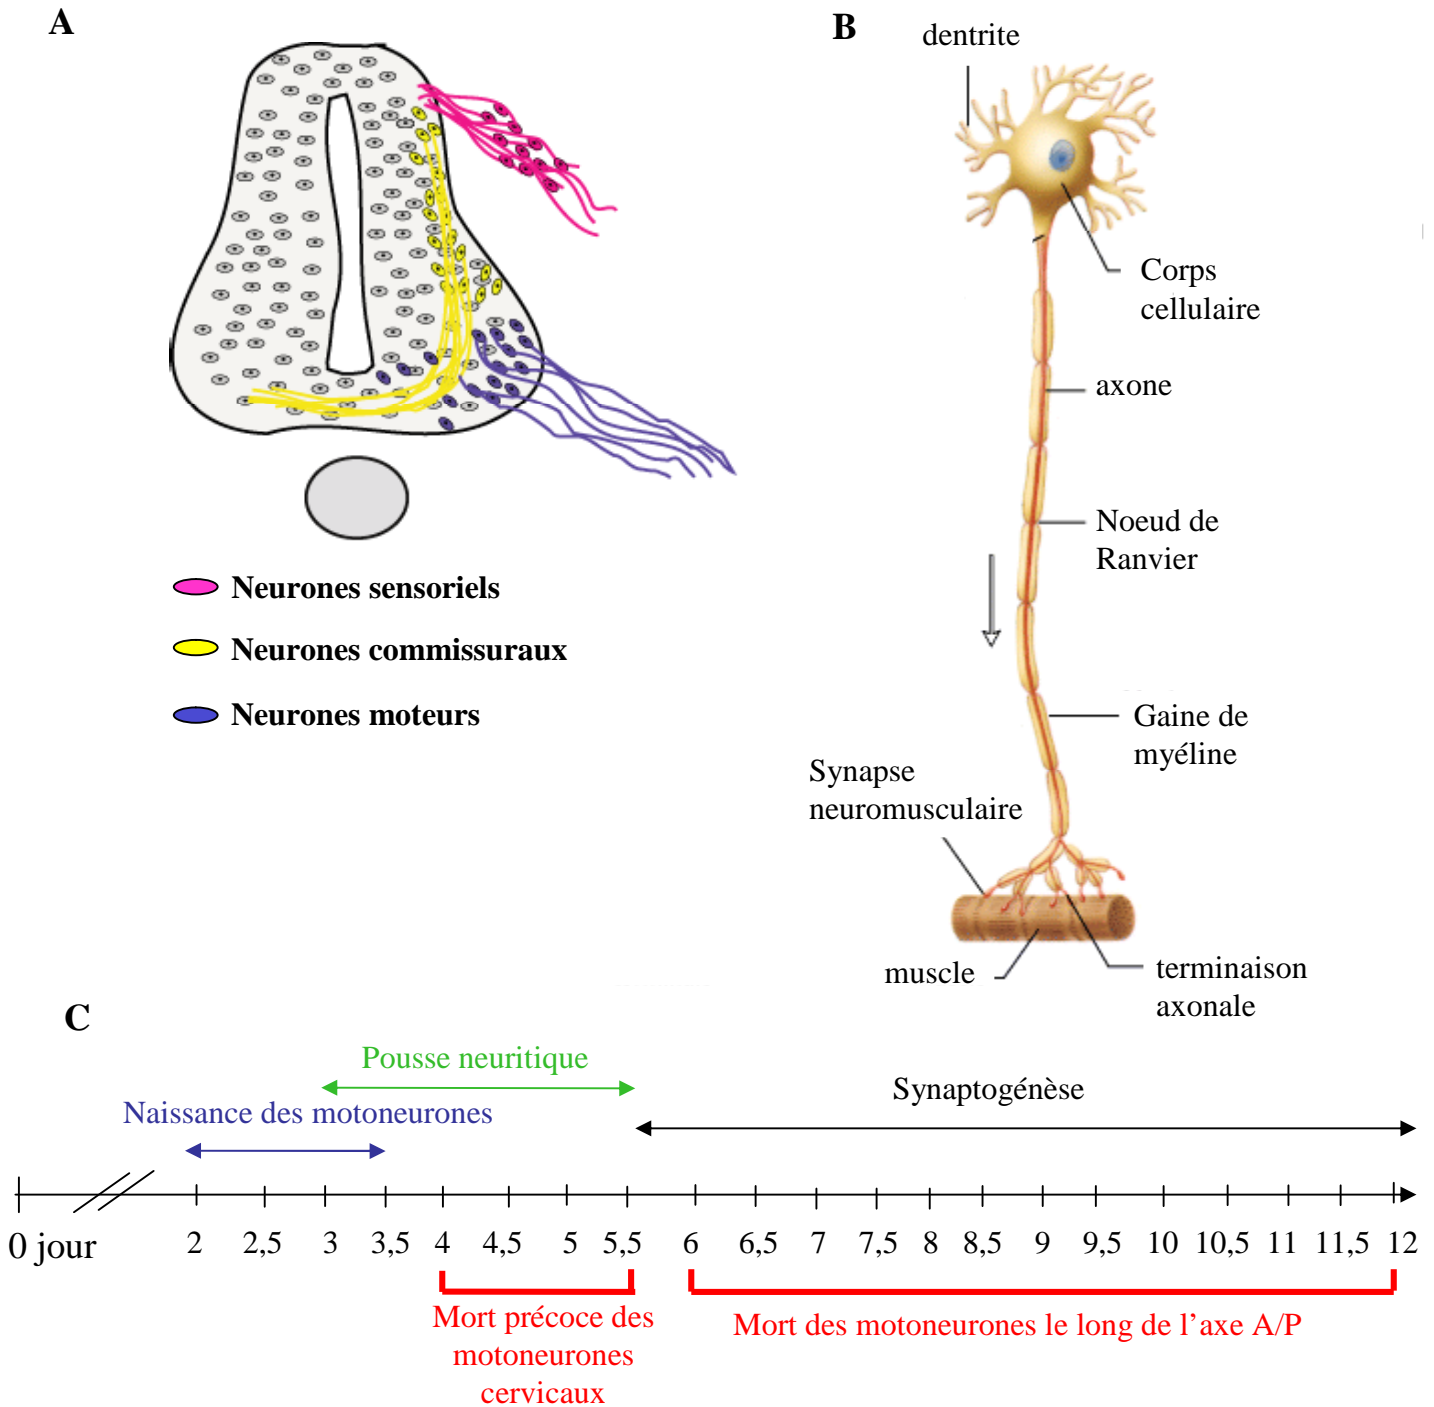 A
Neurones sensoriels
Neurones commissuraux
Neurones moteurs
B
dentrite
Corps
cellulaire
axone
Noeud de
Ranvier
Gaine de
myéline
Synapse
neuromusculaire
muscle
terminaison
axonale
C
Pousse neuritique
Synaptogénèse
Naissance des motoneurones
0 jour 2 2,5 3 3,5 4 4,5 5 5,5 6 6,5 7 7,5 8 8,5 9 9,5 10 10,5 11 11,5 12
Mort précoce des
motoneurones
cervicaux
Mort des motoneurones le long de l’axe A/P